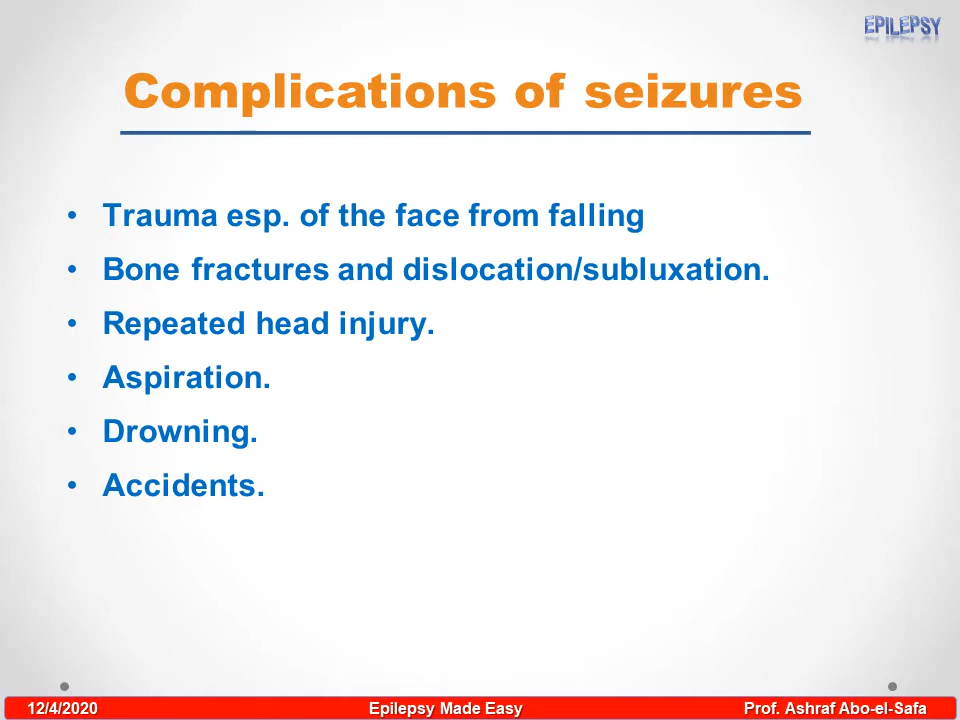 EPILEPSY
Complications of seizures
• Trauma esp. of the face from falling
• Bone fractures and dislocation/subluxation.
• Repeated head injury.
• Aspiration.
• Drowning.
• Accidents.
12/4/2020 Epilepsy Made Easy Prof. Ashraf Abo-el-Safa